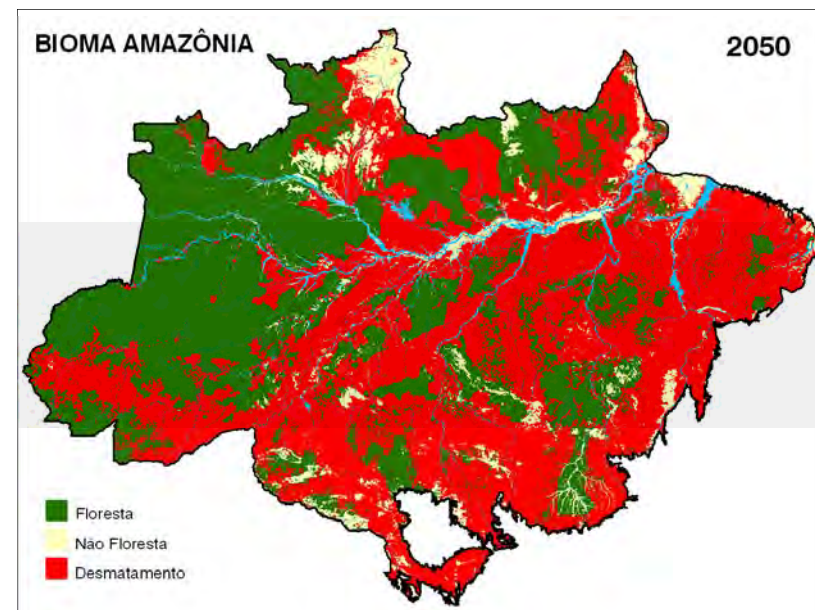 BIOMA AMAZÔNIA
2050
Floresta
Não Floresta
Desmatamento